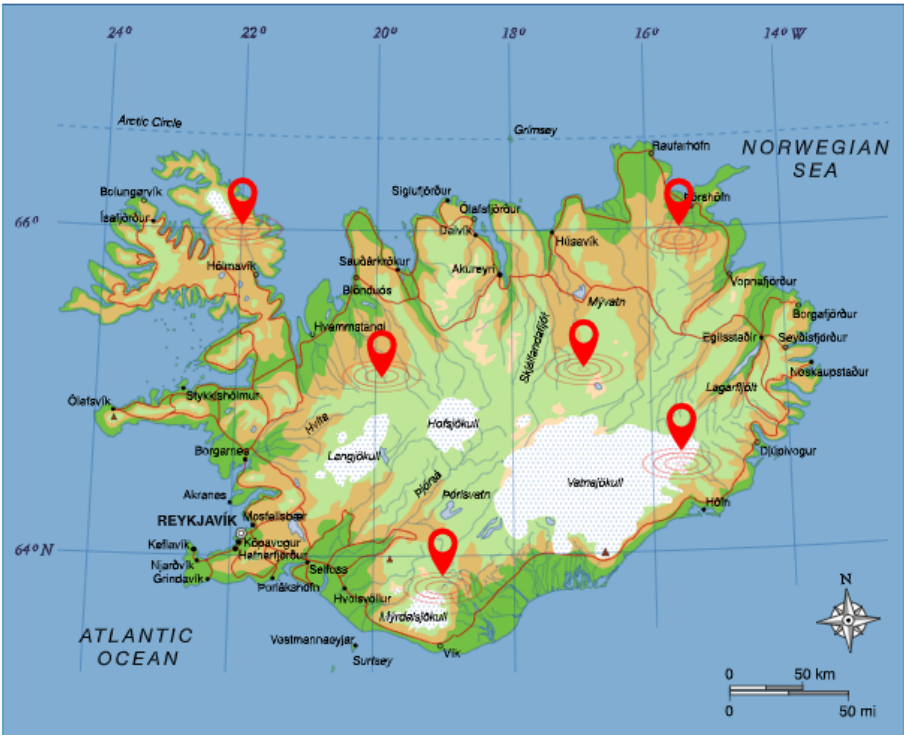 24°
22°
20°
18°
16°
14° W
Arctic Circle
Grímsey
Raufarhöfn
NORWEGIAN
SEA
Bolungarvík
Siglufjörður
Þórshöfn
Ísafjörður
Ólafsfjörður
66°
Dalvík
Húsavík
Hólmavík
Sauðárkrókur
Akureyri
Vopnafjörður
Blönduós
Mývatn
Borgafjörður
Hvammstangi
Skjálfandafljót
Egilsstaðir
Seyðisfjörður
Neskaupstaður
Stykkishólmur
Lagarfljót
Ólafsvík
Hvíta
Hofsjökull
Borgarnes
Langjökull
Djúpivogur
Akranes
Þjórsá
Þórisvatn
Vatnajökull
Höfn
REYKJAVÍK
Mosfellsbær
64° N
Keflavík
Kópavogur
Hafnarfjörður
Njarðvík
Selfoss
Grindavík
Þorlákshöfn
Hvolsvöllur
N
Mýrdalsjökull
ATLANTIC
OCEAN
Vestmannaeyjar
Vík
Surtsey
0
50 km
0
50 mi